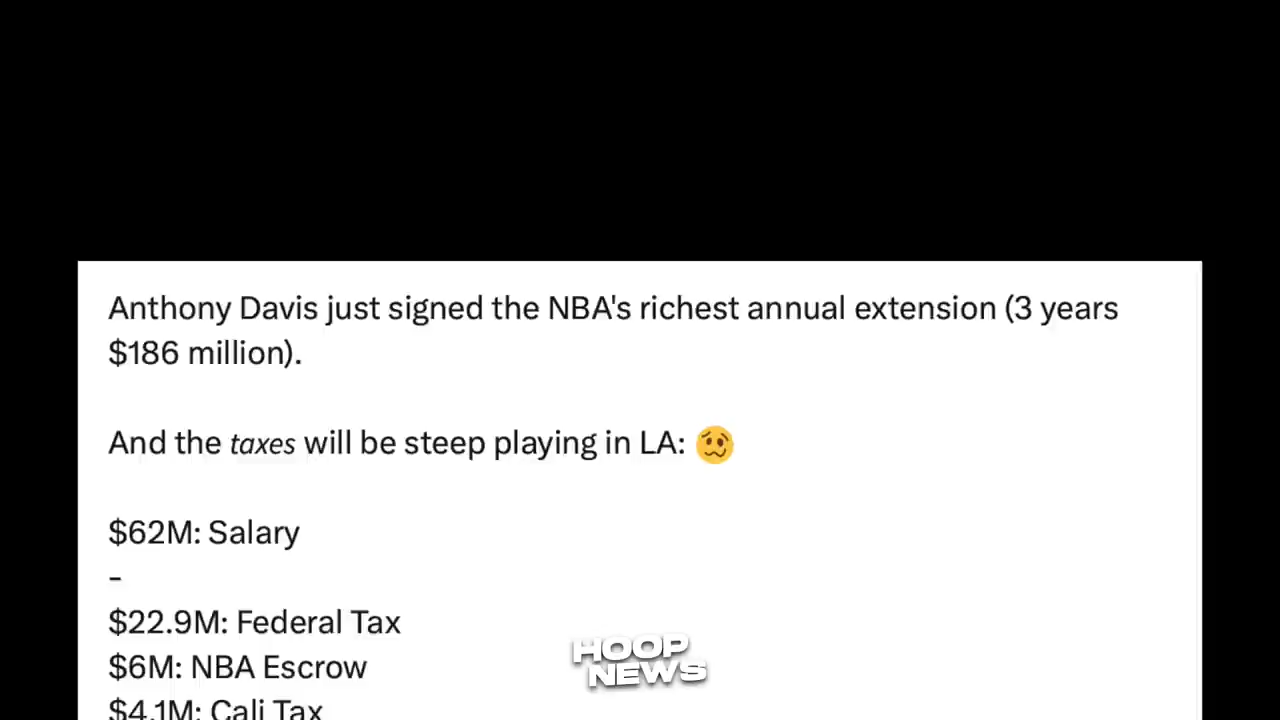 Anthony Davis just signed the NBA's richest annual extension (3 years
$186 million).
And the taxes will be steep playing in LA: 🥴
$62M: Salary
-
$22.9M: Federal Tax
$6M: NBA Escrow
$4.1M: Cali Tax
HOOP
NEWS